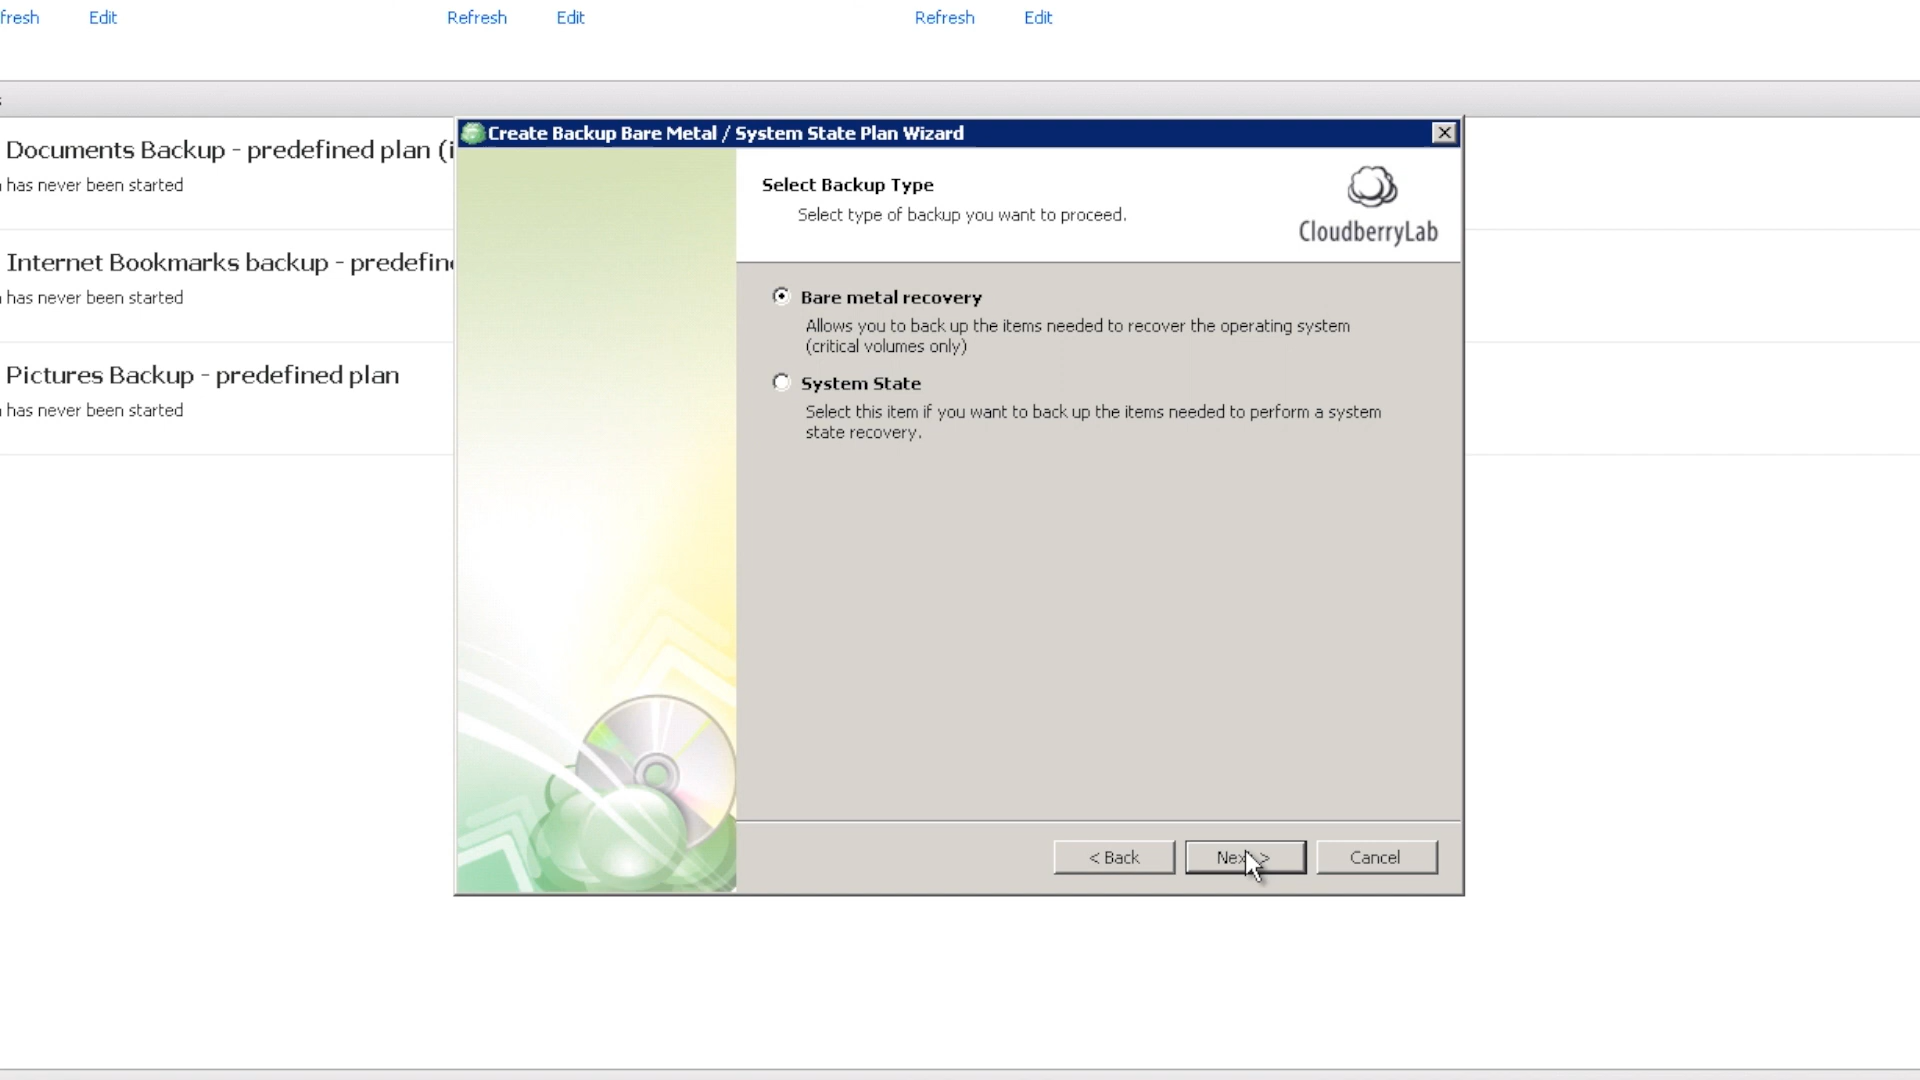 fresh Edit Refresh Edit Refresh Edit
Documents Backup - predefined plan (i
has never been started
Internet Bookmarks backup - predefin
has never been started
Pictures Backup - predefined plan
has never been started
Create Backup Bare Metal / System State Plan Wizard
Select Backup Type
Select type of backup you want to proceed.
CloudberryLab
Bare metal recovery
Allows you to back up the items needed to recover the operating system
(critical volumes only)
System State
Select this item if you want to back up the items needed to perform a system
state recovery.
< Back Next > Cancel